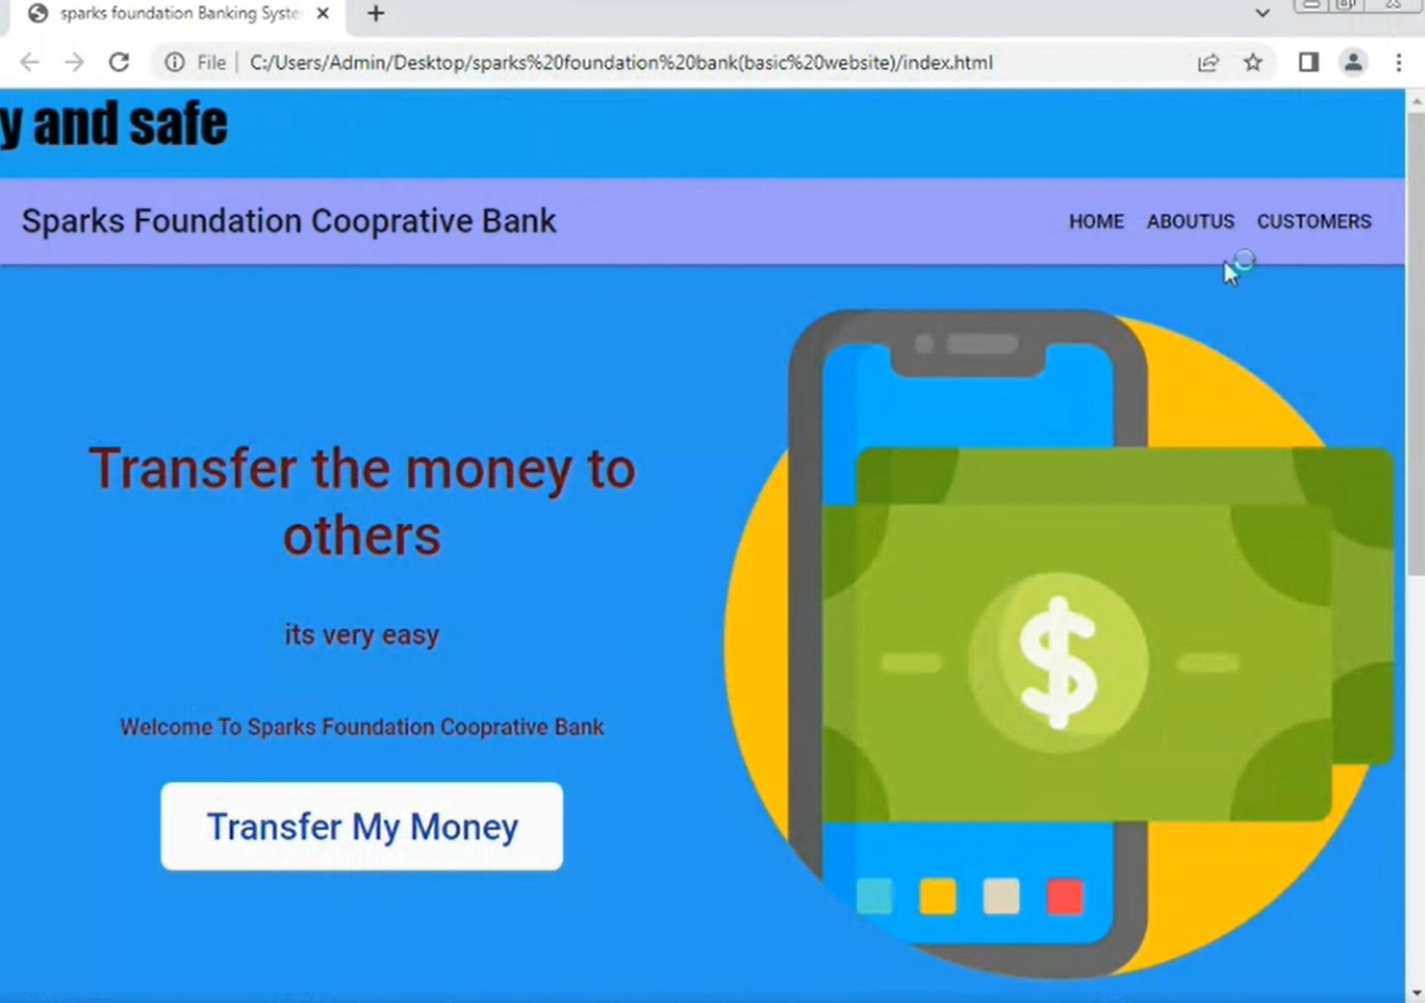 sparks foundation Banking Syste
File
C:/Users/Admin/Desktop/sparks%20foundation%20bank(basic%20website)/index.html
y and safe
Sparks Foundation Cooprative Bank
HOME ABOUTUS CUSTOMERS
Transfer the money to
others
its very easy
Welcome To Sparks Foundation Cooprative Bank
Transfer My Money
$